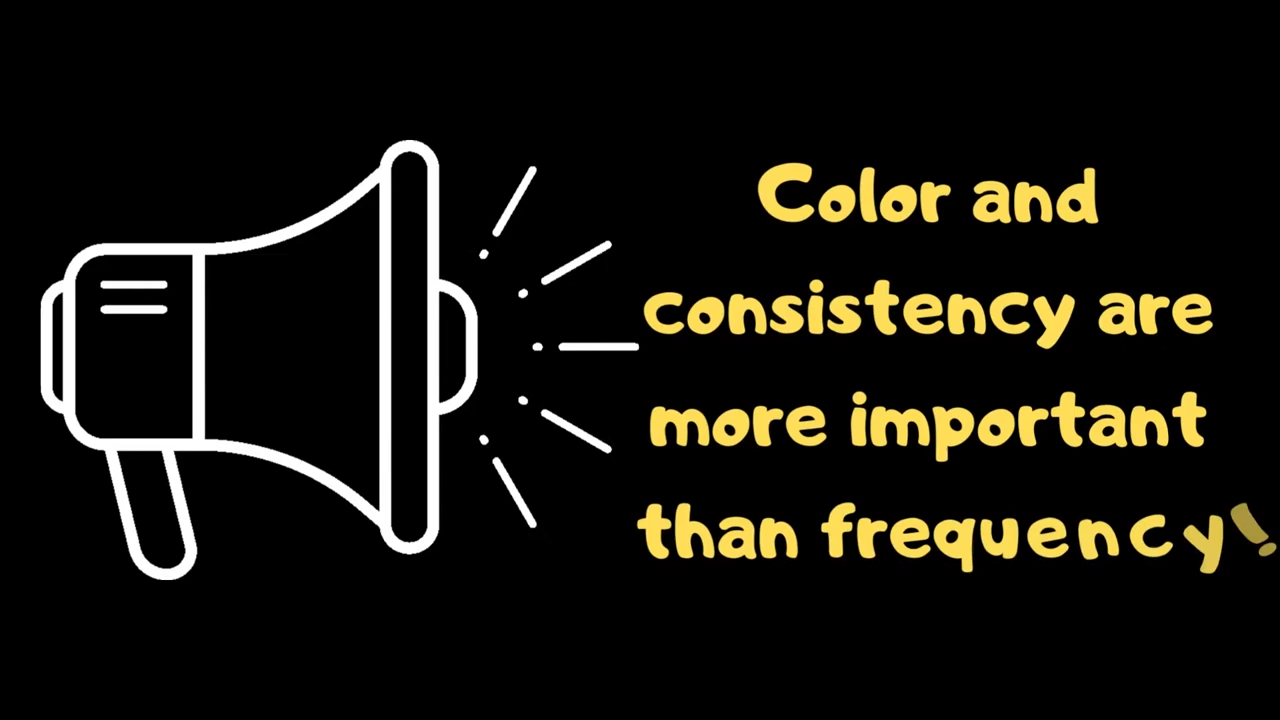 Color and
consistency are
more important
than frequency!